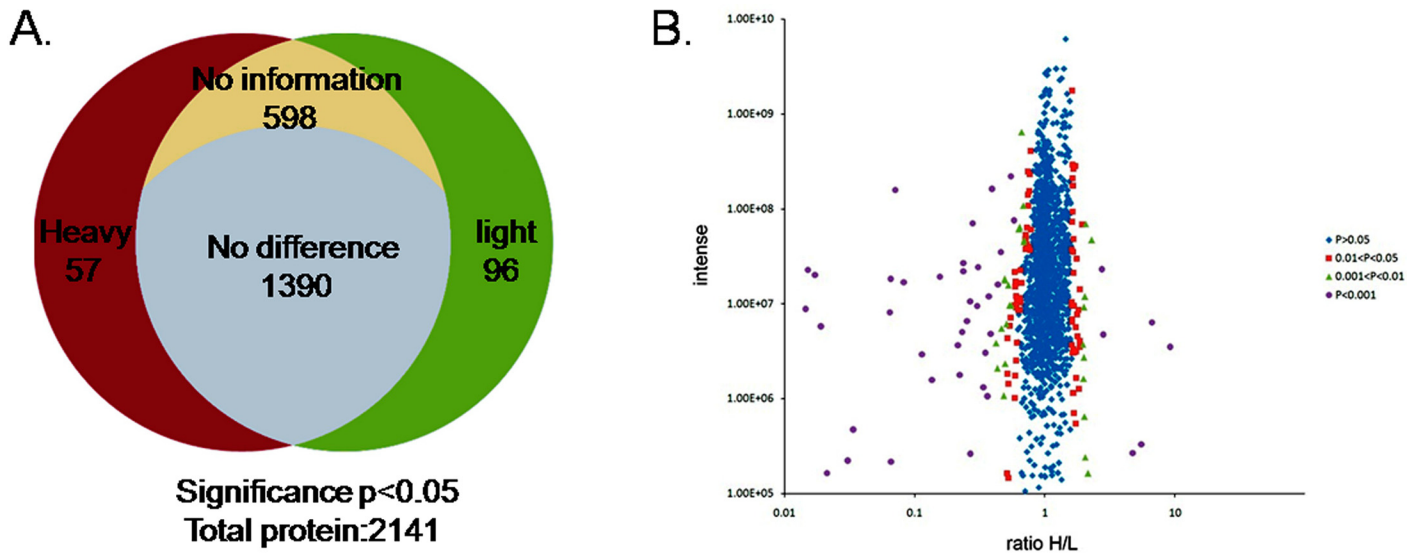 A.
No information
598
Heavy
57
No difference
1390
light
96
Significance p<0.05
Total protein:2141
B.
1.00E+10
1.00E+09
1.00E+08
1.00E+07
1.00E+06
1.00E+05
intense
0.01
0.1
1
10
ratio H/L
P>0.05
0.01<P<0.05
0.001<P<0.01
P<0.001